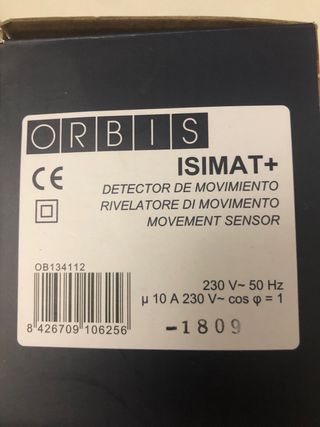 ORBIS
ISIMAT+
CE
DETECTOR DE MOVIMIENTO
RIVELATORE DI MOVIMENTO
MOVEMENT SENSOR
OB134112
230 V~ 50 Hz
µ 10 A 230 V~ cos φ = 1
8 426709 106256
-1809